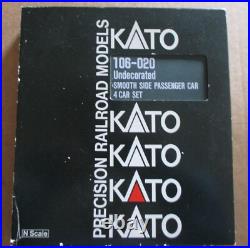 PRECISION RAILROAD MODELS
KATO
106-020
Undecorated
SMOOTH SIDE PASSENGER CAR
4 CAR SET
KATO
KATO
KATO
KATO
N Scale